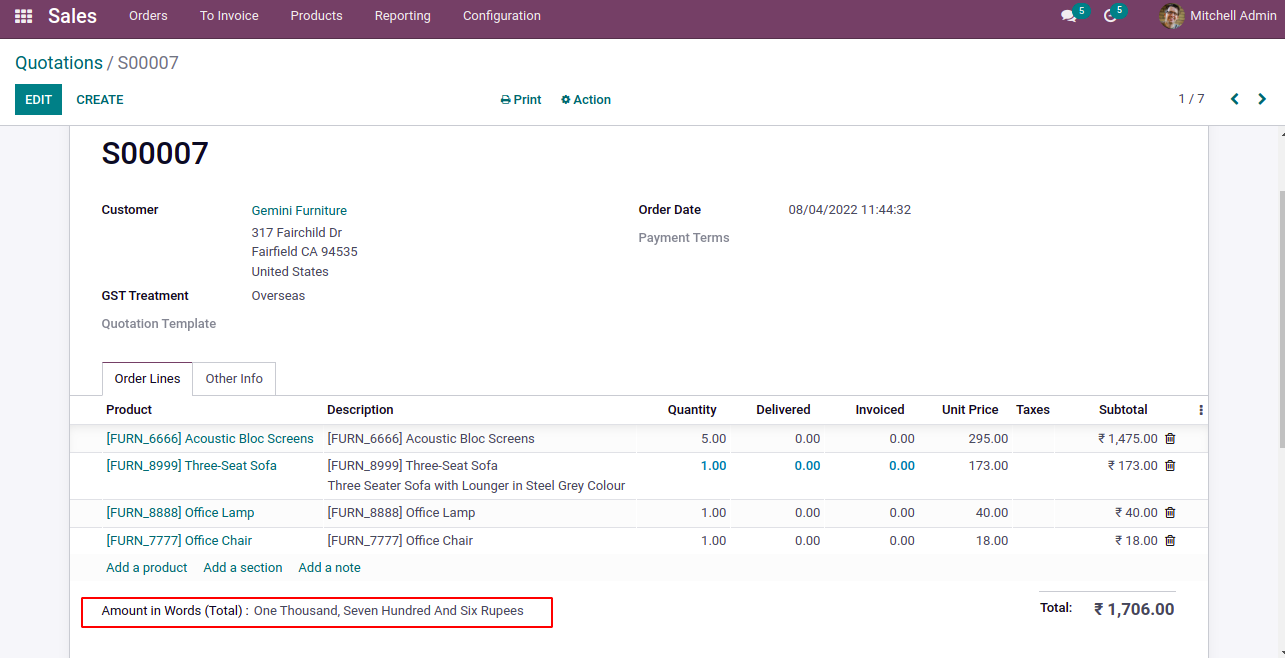 Sales Orders To Invoice Products Reporting Configuration 5 5 Mitchell Admin
Quotations / S00007
EDIT CREATE Print Action 1 / 7
S00007
Customer Gemini Furniture Order Date 08/04/2022 11:44:32
317 Fairchild Dr Payment Terms
Fairfield CA 94535
United States
GST Treatment Overseas
Quotation Template
Order Lines Other Info
Product Description Quantity Delivered Invoiced Unit Price Taxes Subtotal
[FURN_6666] Acoustic Bloc Screens [FURN_6666] Acoustic Bloc Screens 5.00 0.00 0.00 295.00 ₹ 1,475.00
[FURN_8999] Three-Seat Sofa [FURN_8999] Three-Seat Sofa 1.00 0.00 0.00 173.00 ₹ 173.00
Three Seater Sofa with Lounger in Steel Grey Colour
[FURN_8888] Office Lamp [FURN_8888] Office Lamp 1.00 0.00 0.00 40.00 ₹ 40.00
[FURN_7777] Office Chair [FURN_7777] Office Chair 1.00 0.00 0.00 18.00 ₹ 18.00
Add a product Add a section Add a note
Amount in Words (Total) : One Thousand, Seven Hundred And Six Rupees Total: ₹ 1,706.00